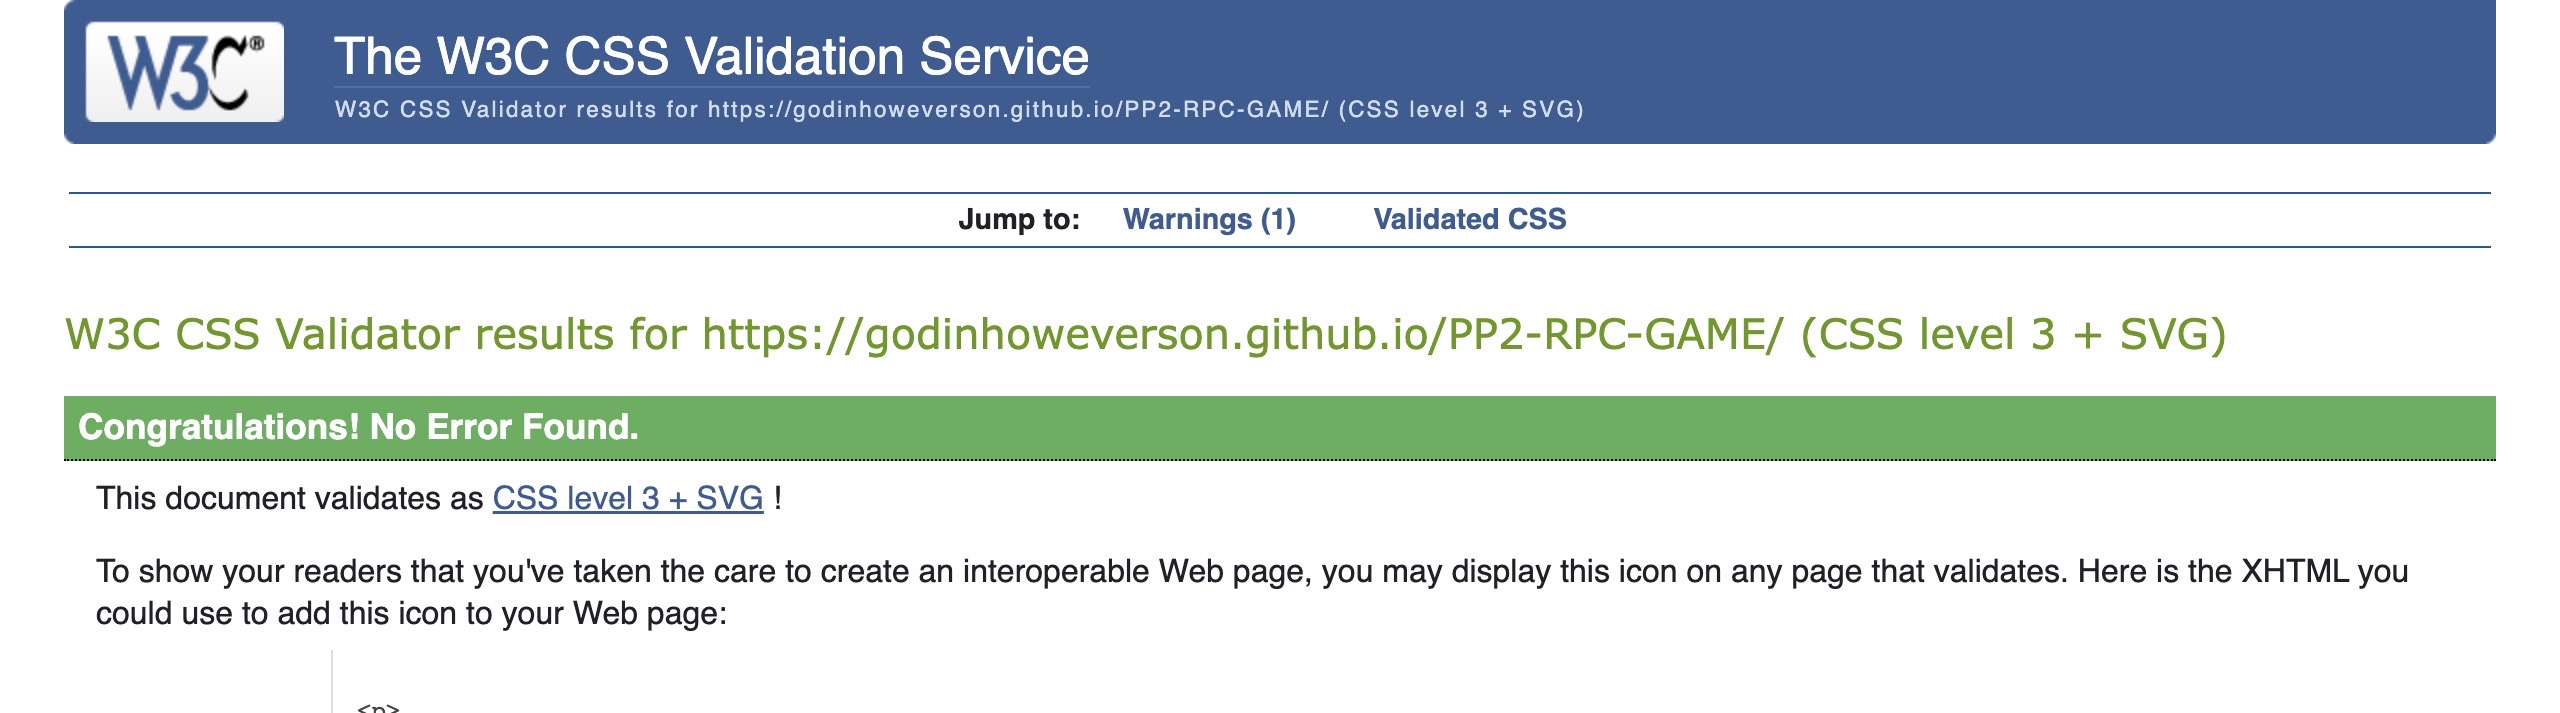 W3C®
The W3C CSS Validation Service
W3C CSS Validator results for https://godinhoweverson.github.io/PP2-RPC-GAME/ (CSS level 3 + SVG)
Jump to: Warnings (1) Validated CSS
W3C CSS Validator results for https://godinhoweverson.github.io/PP2-RPC-GAME/ (CSS level 3 + SVG)
Congratulations! No Error Found.
This document validates as CSS level 3 + SVG !
To show your readers that you've taken the care to create an interoperable Web page, you may display this icon on any page that validates. Here is the XHTML you
could use to add this icon to your Web page:
<p>